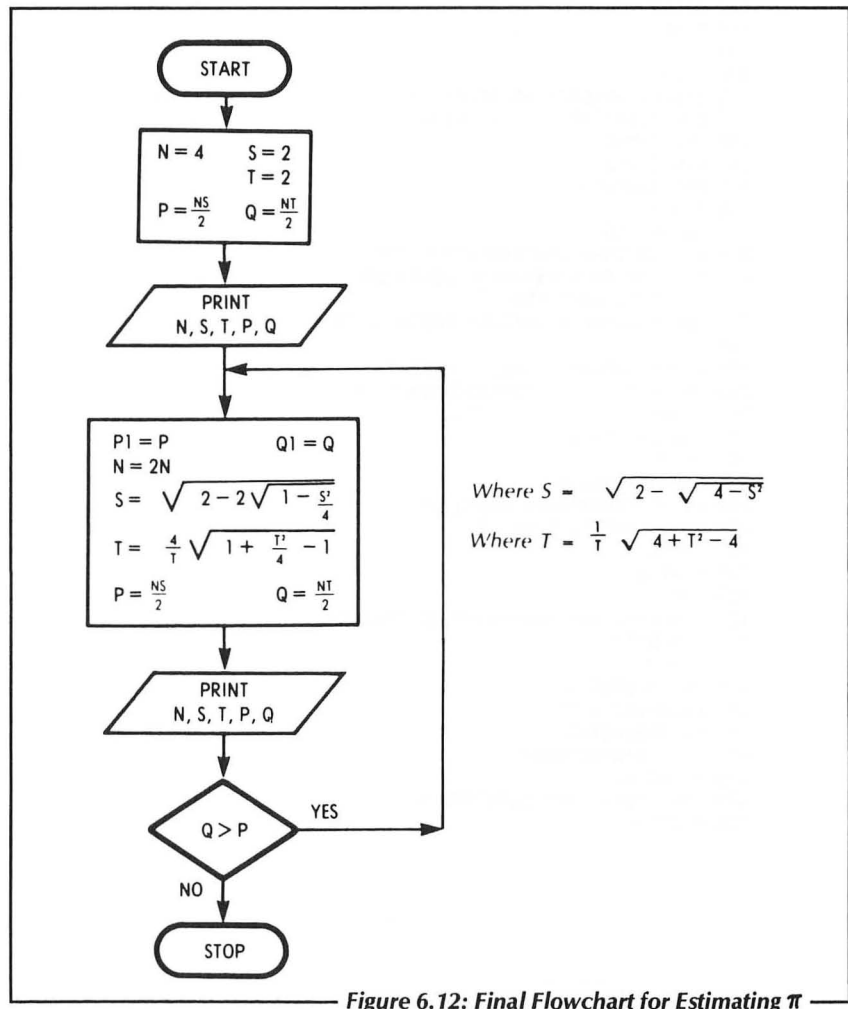 START
N = 4 S = 2
T = 2
P = NS/2 Q = NT/2
PRINT
N, S, T, P, Q
P1 = P Q1 = Q
N = 2N
S = √(2 − 2√(1 − S²/4))
T = 4/T √(1 + T²/4 − 1)
P = NS/2 Q = NT/2
Where S = √(2 − √(4 − S²))
Where T = 1/T √(4 + T² − 4)
PRINT
N, S, T, P, Q
Q > P YES
NO
STOP
Figure 6.12: Final Flowchart for Estimating π